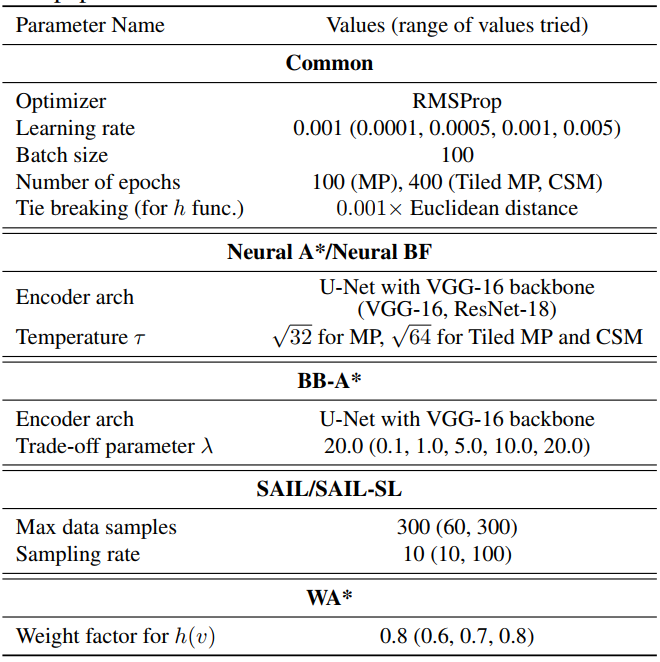 Parameter Name Values (range of values tried)
Common
Optimizer RMSProp
Learning rate 0.001 (0.0001, 0.0005, 0.001, 0.005)
Batch size 100
Number of epochs 100 (MP), 400 (Tiled MP, CSM)
Tie breaking (for h func.) 0.001× Euclidean distance
Neural A*/Neural BF
Encoder arch U-Net with VGG-16 backbone
(VGG-16, ResNet-18)
Temperature τ √32 for MP, √64 for Tiled MP and CSM
BB-A*
Encoder arch U-Net with VGG-16 backbone
Trade-off parameter λ 20.0 (0.1, 1.0, 5.0, 10.0, 20.0)
SAIL/SAIL-SL
Max data samples 300 (60, 300)
Sampling rate 10 (10, 100)
WA*
Weight factor for h(v) 0.8 (0.6, 0.7, 0.8)